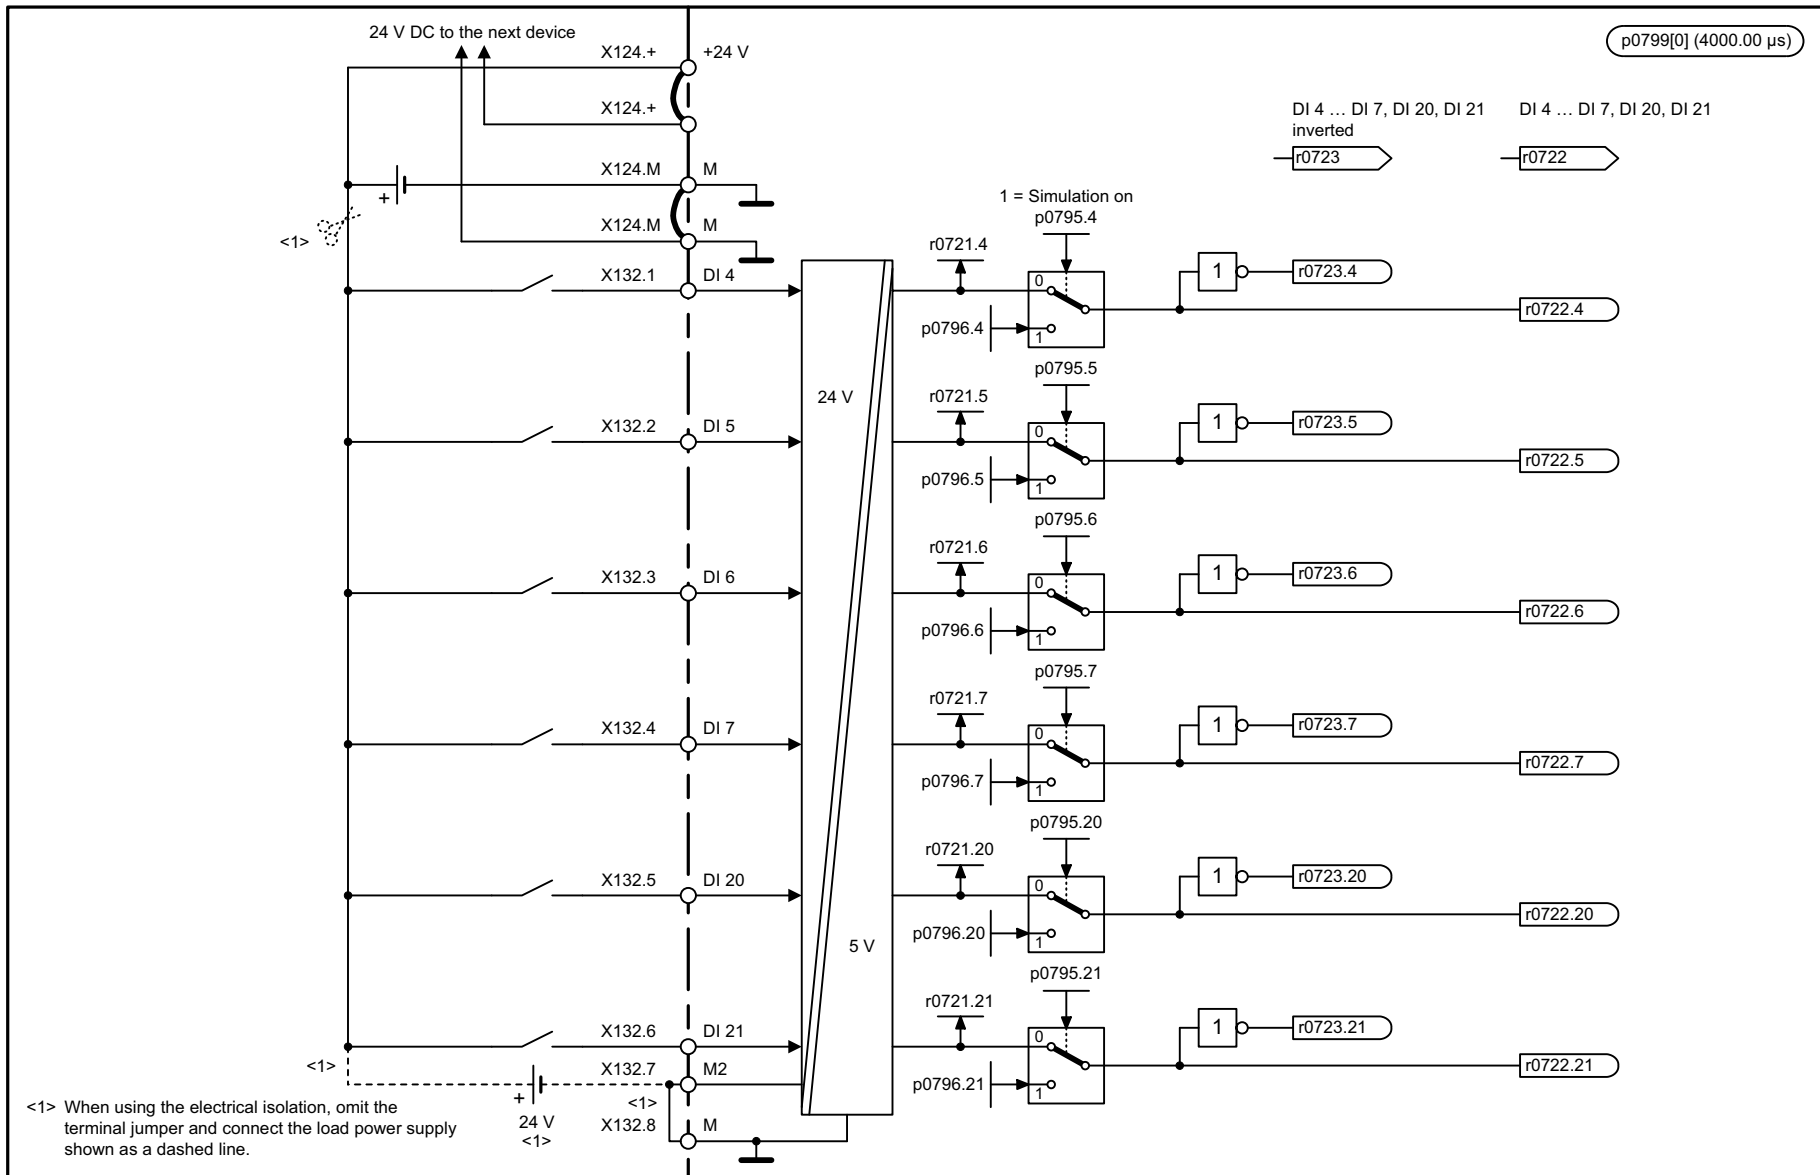 24 V DC to the next device
X124.+
+24 V
p0799[0] (4000.00 µs)
X124.+
DI 4 … DI 7, DI 20, DI 21
inverted
DI 4 … DI 7, DI 20, DI 21
r0723
r0722
X124.M
M
+
<1>
X124.M
M
1 = Simulation on
p0795.4
r0721.4
X132.1
DI 4
0
1
r0723.4
r0722.4
p0796.4
1
p0795.5
24 V
r0721.5
X132.2
DI 5
0
1
r0723.5
r0722.5
p0796.5
1
p0795.6
r0721.6
X132.3
DI 6
0
1
r0723.6
r0722.6
p0796.6
1
p0795.7
r0721.7
X132.4
DI 7
0
1
r0723.7
r0722.7
p0796.7
1
p0795.20
r0721.20
X132.5
DI 20
0
1
r0723.20
r0722.20
p0796.20
1
5 V
p0795.21
r0721.21
X132.6
DI 21
0
1
r0723.21
r0722.21
p0796.21
1
<1>
X132.7
M2
+
24 V
<1>
<1>
X132.8
M
<1> When using the electrical isolation, omit the
terminal jumper and connect the load power supply
shown as a dashed line.